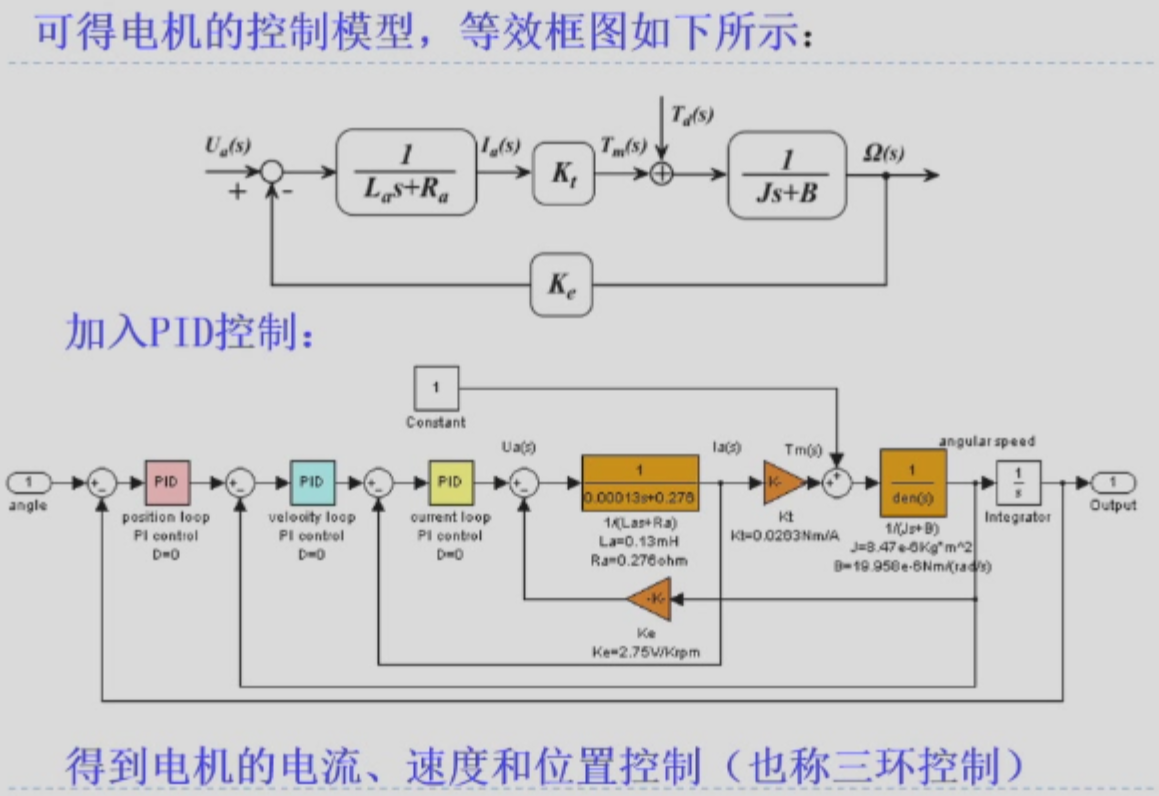 可得电机的控制模型，等效框图如下所示：
T_d(s)
U_a(s) I_a(s) T_m(s) Ω(s)
+ - 1/(L_a s+R_a) K_t 1/(Js+B)
K_e
加入PID控制：
1
Constant
Ua(s) Ia(s) Tm(s) angular speed
1 PID PID PID 1/(0.00013s+0.276) K- 1/den(s) 1/s 1
angle
position loop
PI control
D=0
velocity loop
PI control
D=0
current loop
PI control
D=0
1/(Las+Ra)
La=0.13mH
Ra=0.276ohm
Kt
Kt=0.0263Nm/A
1/(Js+B)
J=8.47e-6Kg*m^2
B=19.958e-6Nm/(rad/s)
Integrator
Output
-K-
Ke
Ke=2.75V/Krpm
得到电机的电流、速度和位置控制（也称三环控制）